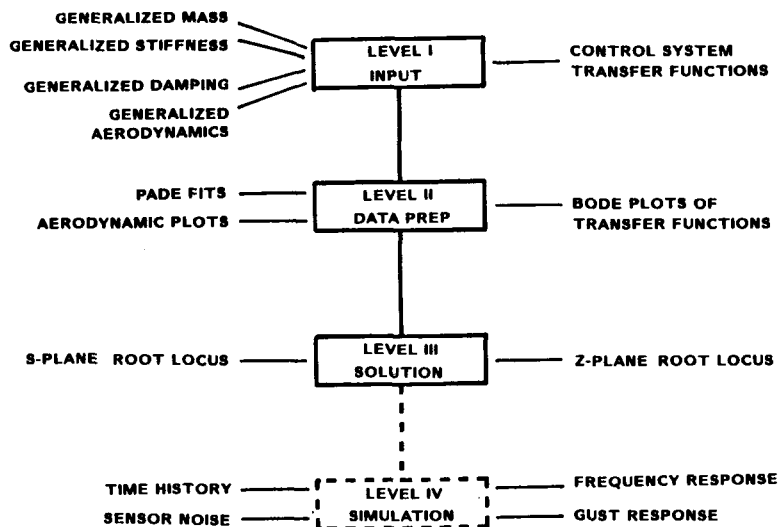 GENERALIZED MASS
GENERALIZED STIFFNESS
GENERALIZED DAMPING
GENERALIZED
AERODYNAMICS
LEVEL I
INPUT
CONTROL SYSTEM
TRANSFER FUNCTIONS
PADE FITS
AERODYNAMIC PLOTS
LEVEL II
DATA PREP
BODE PLOTS OF
TRANSFER FUNCTIONS
S-PLANE ROOT LOCUS
LEVEL III
SOLUTION
Z-PLANE ROOT LOCUS
TIME HISTORY
SENSOR NOISE
LEVEL IV
SIMULATION
FREQUENCY RESPONSE
GUST RESPONSE